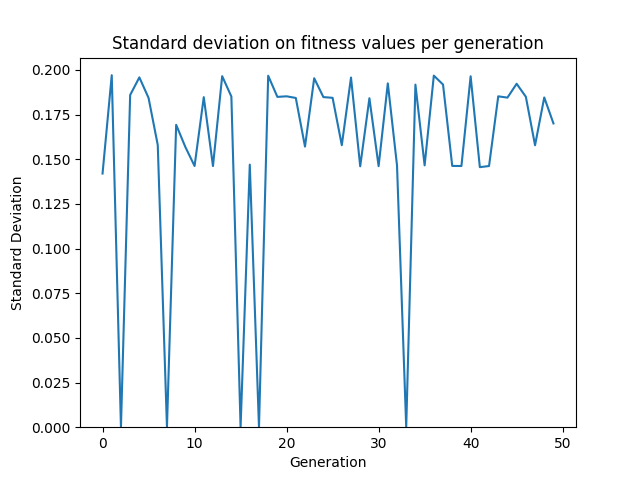 Standard deviation on fitness values per generation
0.200
0.175
0.150
0.125
0.100
0.075
0.050
0.025
0.000
Standard Deviation
0 10 20 30 40 50
Generation